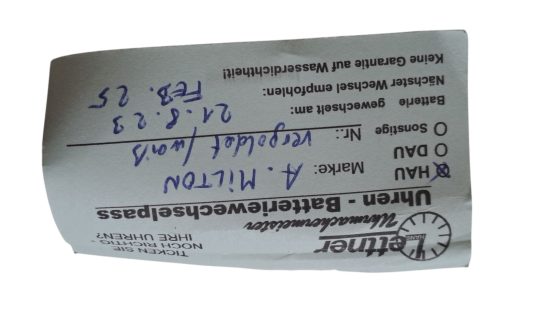 TICKEN SIE
NOCH RICHTIG -
IHRE UHREN?
ettner
Uhrmachermeister
Uhren - Batteriewechselpass
HAU Marke: A. MILTON
DAU
Sonstige Nr.: vergoldet / weiß
Batterie gewechselt am: 21.8.23
Nächster Wechsel empfohlen: FEB. 25
Keine Garantie auf Wasserdichtheit!